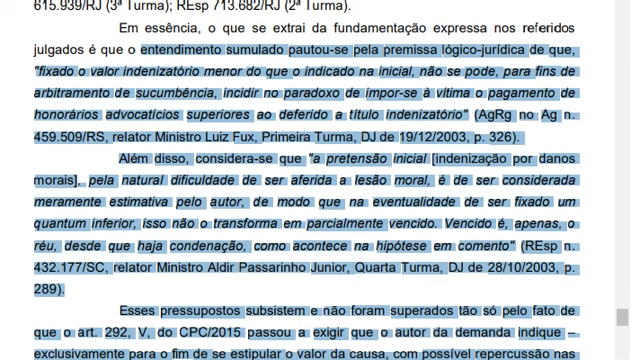 615.939/RJ (3ª Turma); REsp 713.682/RJ (2ª Turma).
Em essência, o que se extrai da fundamentação expressa nos referidos
julgados é que o entendimento sumulado pautou-se pela premissa lógico-jurídica de que,
"fixado o valor indenizatório menor do que o indicado na inicial, não se pode, para fins de
arbitramento de sucumbência, incidir no paradoxo de impor-se à vítima o pagamento de
honorários advocatícios superiores ao deferido a título indenizatório" (AgRg no Ag n.
459.509/RS, relator Ministro Luiz Fux, Primeira Turma, DJ de 19/12/2003, p. 326).
Além disso, considera-se que "a pretensão inicial [indenização por danos
morais], pela natural dificuldade de ser aferida a lesão moral, é de ser considerada
meramente estimativa pelo autor, de modo que na eventualidade de ser fixado um
quantum inferior, isso não o transforma em parcialmente vencido. Vencido é, apenas, o
réu, desde que haja condenação, como acontece na hipótese em comento" (REsp n.
432.177/SC, relator Ministro Aldir Passarinho Junior, Quarta Turma, DJ de 28/10/2003, p.
289).
Esses pressupostos subsistem e não foram superados tão só pelo fato de
que o art. 292, V, do CPC/2015 passou a exigir que o autor da demanda indique –
exclusivamente para o fim de se estipular o valor da causa, com possível repercussão nas